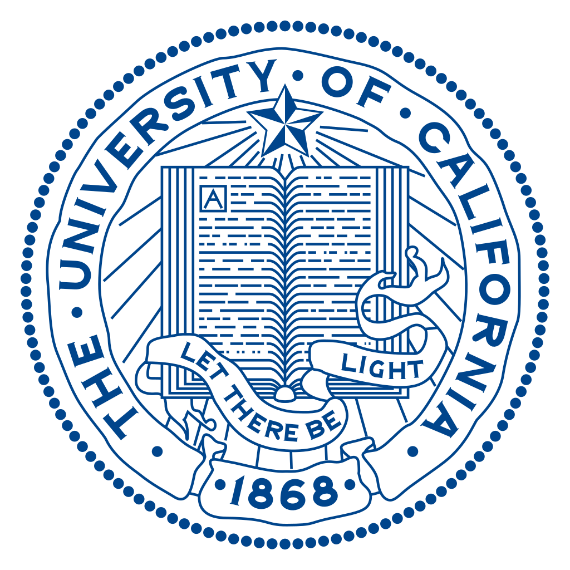 THE · UNIVERSITY · OF · CALIFORNIA
A
LET THERE BE
LIGHT
· 1868 ·